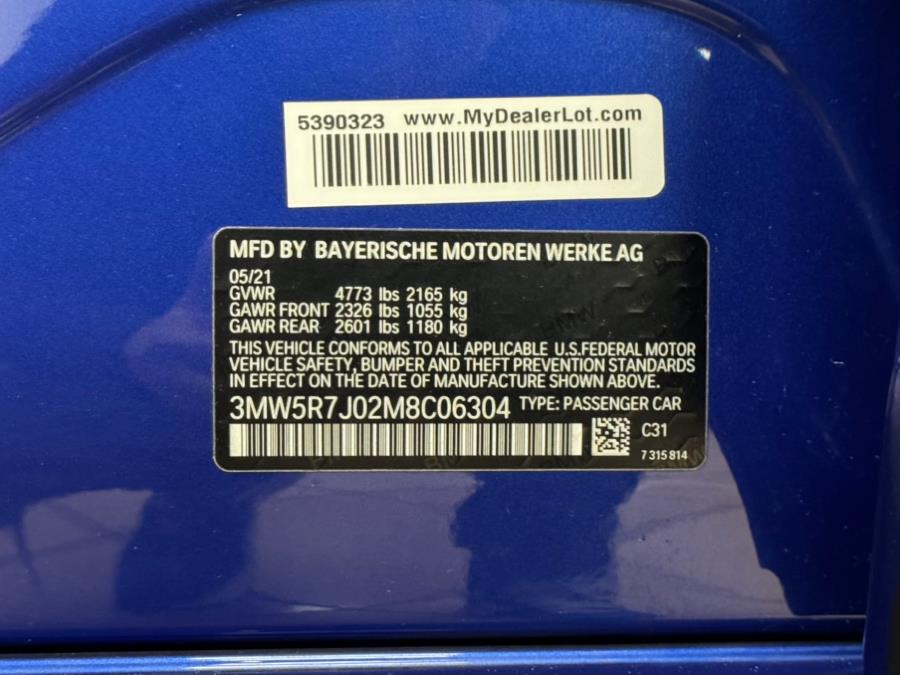 5390323 www.MyDealerLot.com
MFD BY BAYERISCHE MOTOREN WERKE AG
05/21
GVWR 4773 lbs 2165 kg
GAWR FRONT 2326 lbs 1055 kg
GAWR REAR 2601 lbs 1180 kg
THIS VEHICLE CONFORMS TO ALL APPLICABLE U.S.FEDERAL MOTOR
VEHICLE SAFETY, BUMPER AND THEFT PREVENTION STANDARDS
IN EFFECT ON THE DATE OF MANUFACTURE SHOWN ABOVE.
3MW5R7J02M8C06304 TYPE: PASSENGER CAR
C31
7 315 814